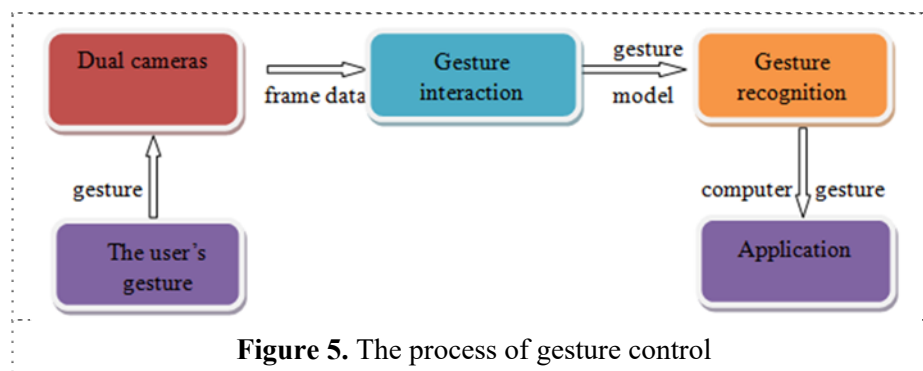 Dual cameras
frame data
Gesture
interaction
gesture
model
Gesture
recognition
gesture
The user’s
gesture
computer gesture
Application
Figure 5. The process of gesture control